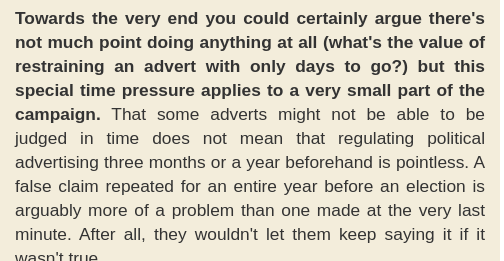 Towards the very end you could certainly argue there's
not much point doing anything at all (what's the value of
restraining an advert with only days to go?) but this
special time pressure applies to a very small part of the
campaign. That some adverts might not be able to be
judged in time does not mean that regulating political
advertising three months or a year beforehand is pointless. A
false claim repeated for an entire year before an election is
arguably more of a problem than one made at the very last
minute. After all, they wouldn't let them keep saying it if it
wasn't true